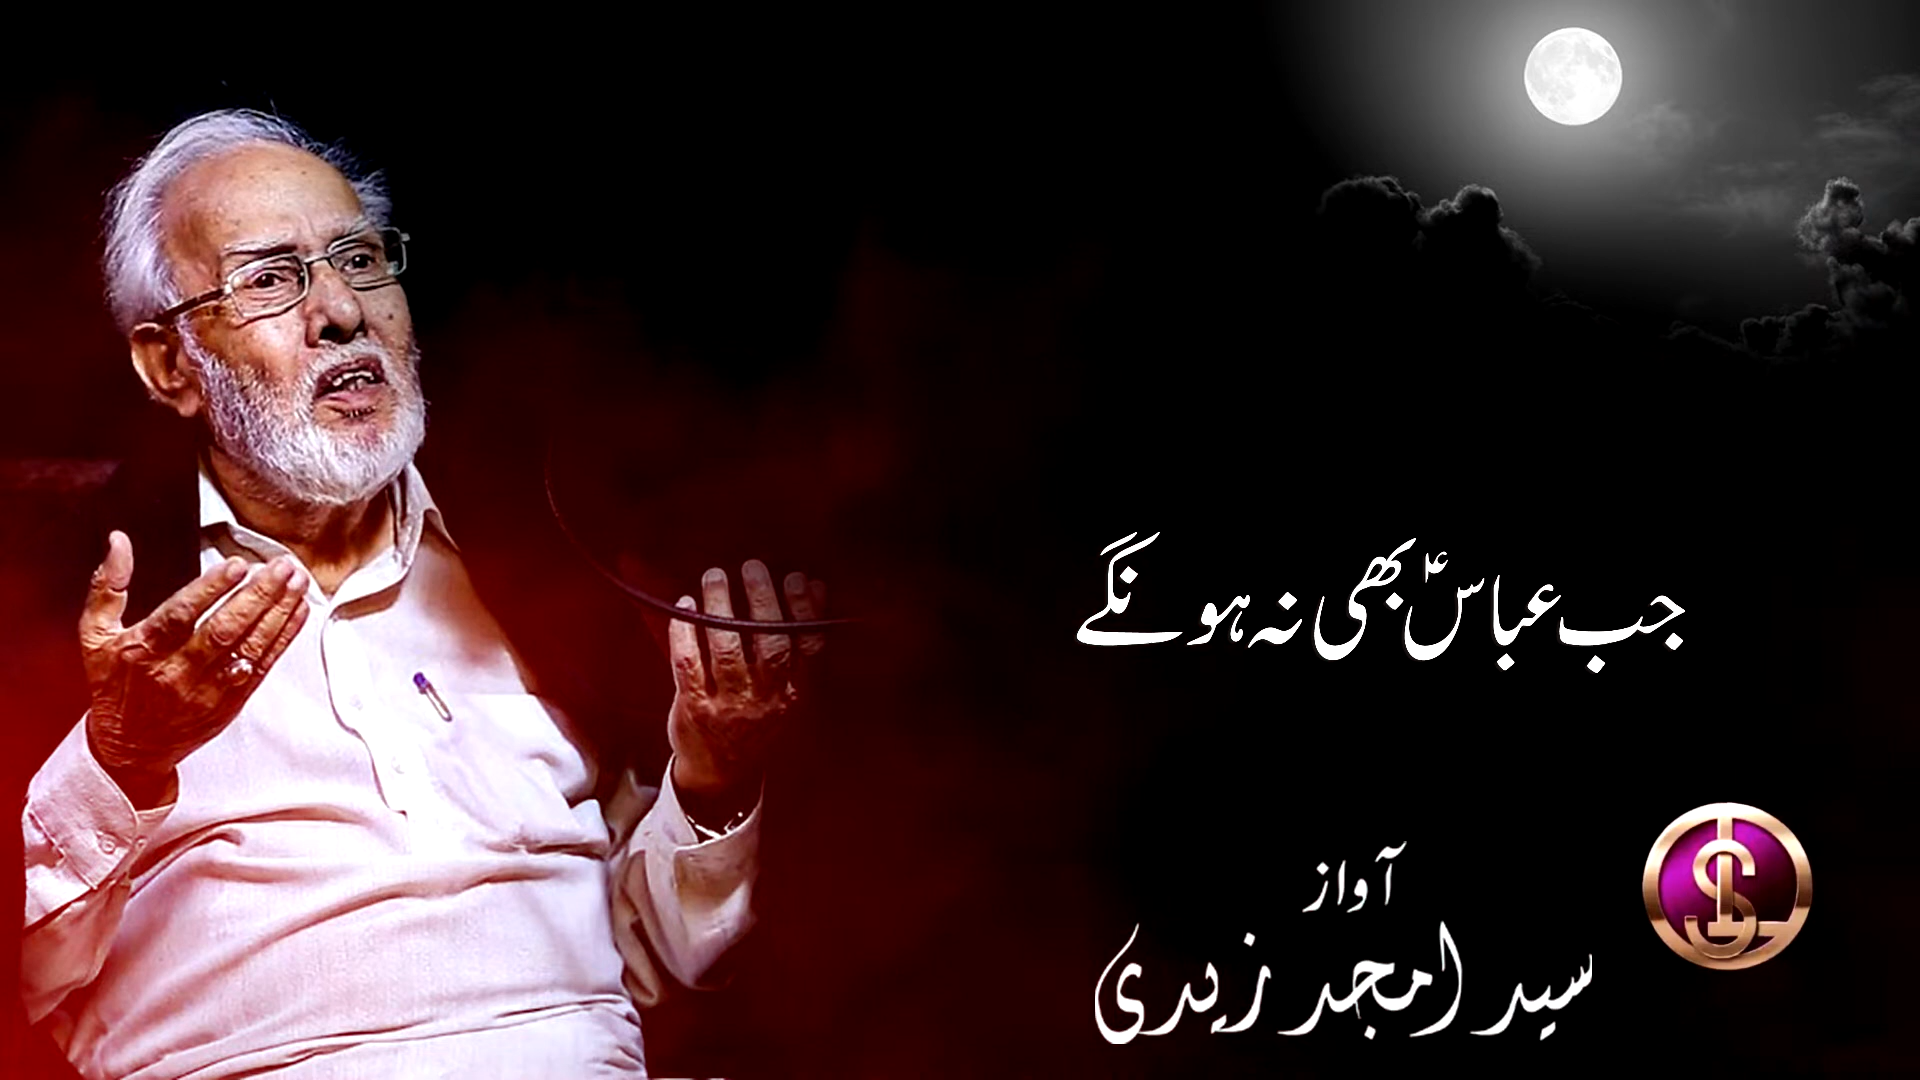 جب عباسؑ بھی نہ ہونگے
آواز
سید امجد زیدی